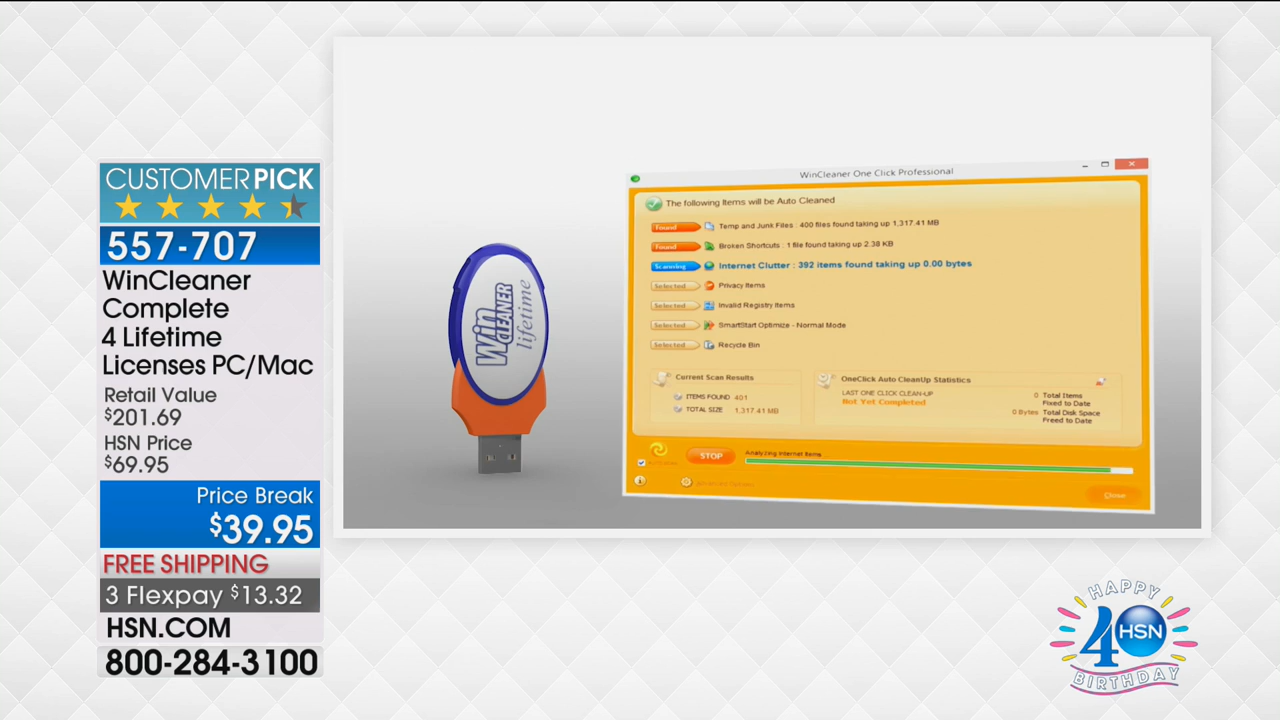 CUSTOMER PICK
557-707
WinCleaner
Complete
4 Lifetime
Licenses PC/Mac
Retail Value
$201.69
HSN Price
$69.95
Price Break
$39.95
FREE SHIPPING
3 Flexpay $13.32
HSN.COM
800-284-3100
Win
CLEANER
lifetime
WinCleaner One Click Professional
The following Items will be Auto Cleaned
Found Temp and Junk Files : 400 files found taking up 1,317.41 MB
Found Broken Shortcuts : 1 file found taking up 2.38 KB
Scanning Internet Clutter : 392 items found taking up 0.00 bytes
Selected Privacy Items
Selected Invalid Registry Items
Selected SmartStart Optimize - Normal Mode
Selected Recycle Bin
Current Scan Results
ITEMS FOUND 401
TOTAL SIZE 1,317.41 MB
OneClick Auto CleanUp Statistics
LAST ONE CLICK CLEAN-UP
Not Yet Completed
0 Total Items
Fixed to Date
0 Bytes Total Disk Space
Freed to Date
STOP
Analyzing Internet Items
Close
HAPPY
40 HSN
BIRTHDAY